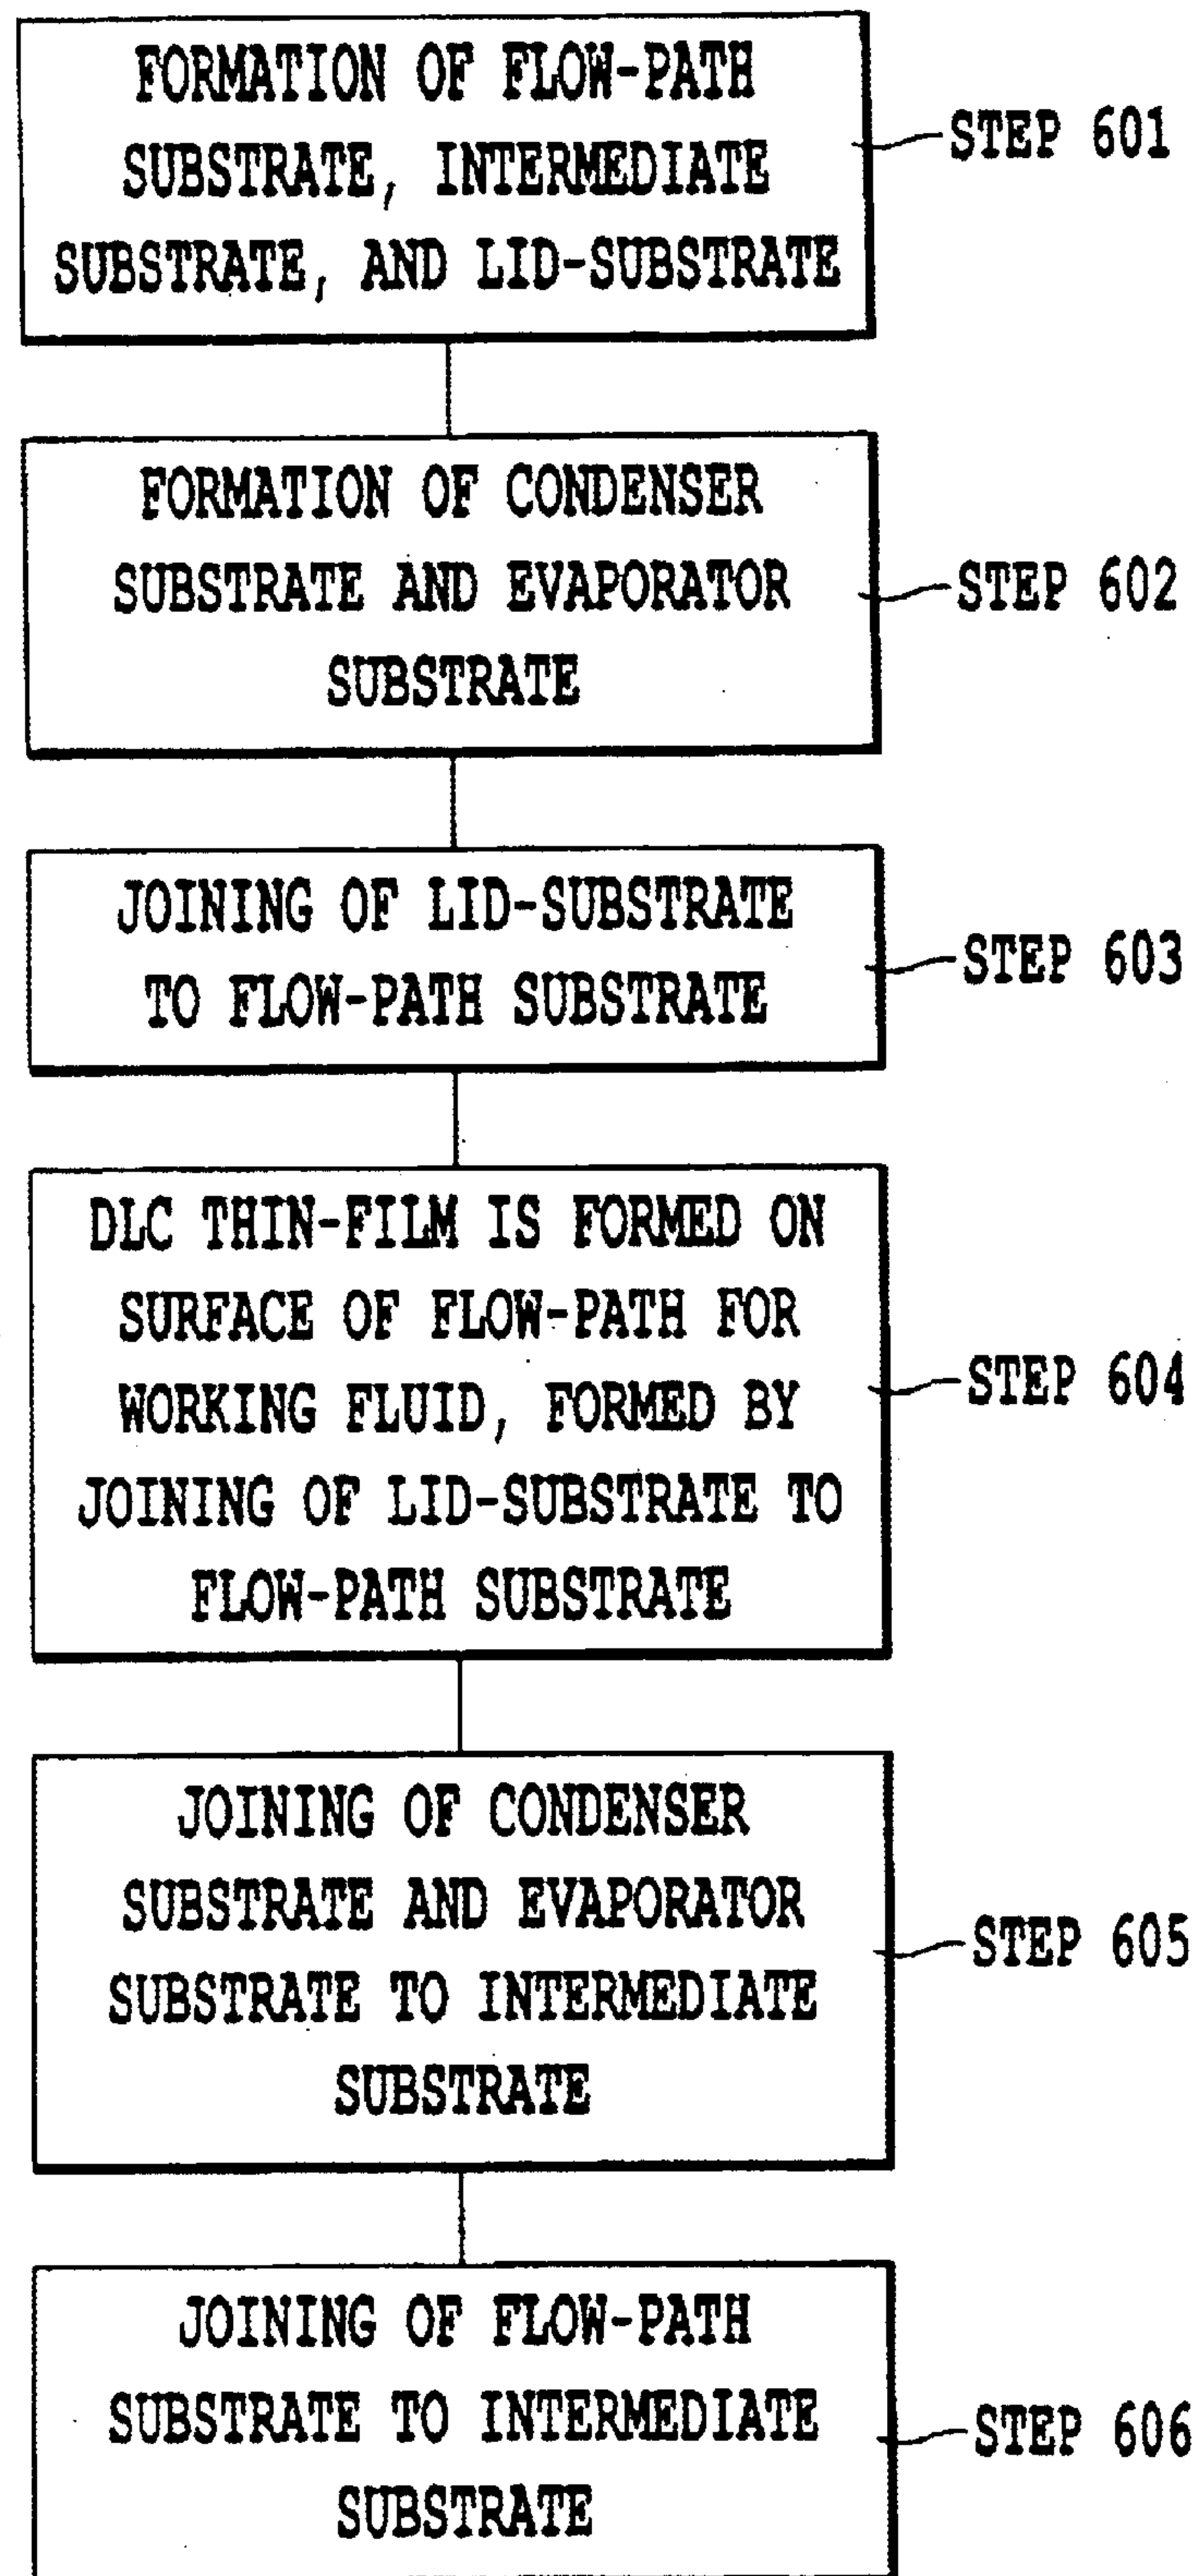 FORMATION OF FLOW-PATH
SUBSTRATE, INTERMEDIATE
SUBSTRATE, AND LID-SUBSTRATE
STEP 601
FORMATION OF CONDENSER
SUBSTRATE AND EVAPORATOR
SUBSTRATE
STEP 602
JOINING OF LID-SUBSTRATE
TO FLOW-PATH SUBSTRATE
STEP 603
DLC THIN-FILM IS FORMED ON
SURFACE OF FLOW-PATH FOR
WORKING FLUID, FORMED BY
JOINING OF LID-SUBSTRATE TO
FLOW-PATH SUBSTRATE
STEP 604
JOINING OF CONDENSER
SUBSTRATE AND EVAPORATOR
SUBSTRATE TO INTERMEDIATE
SUBSTRATE
STEP 605
JOINING OF FLOW-PATH
SUBSTRATE TO INTERMEDIATE
SUBSTRATE
STEP 606